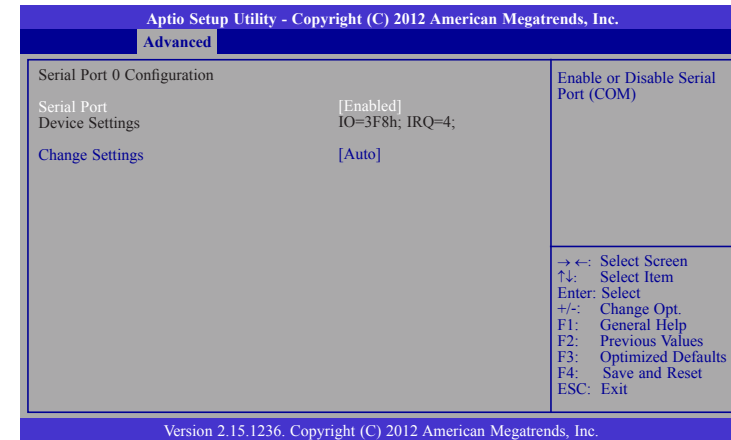 Aptio Setup Utility - Copyright (C) 2012 American Megatrends, Inc.
Advanced
Serial Port 0 Configuration
Serial Port [Enabled]
Device Settings IO=3F8h; IRQ=4;
Change Settings [Auto]
Enable or Disable Serial
Port (COM)
→←: Select Screen
↑↓: Select Item
Enter: Select
+/-: Change Opt.
F1: General Help
F2: Previous Values
F3: Optimized Defaults
F4: Save and Reset
ESC: Exit
Version 2.15.1236. Copyright (C) 2012 American Megatrends, Inc.